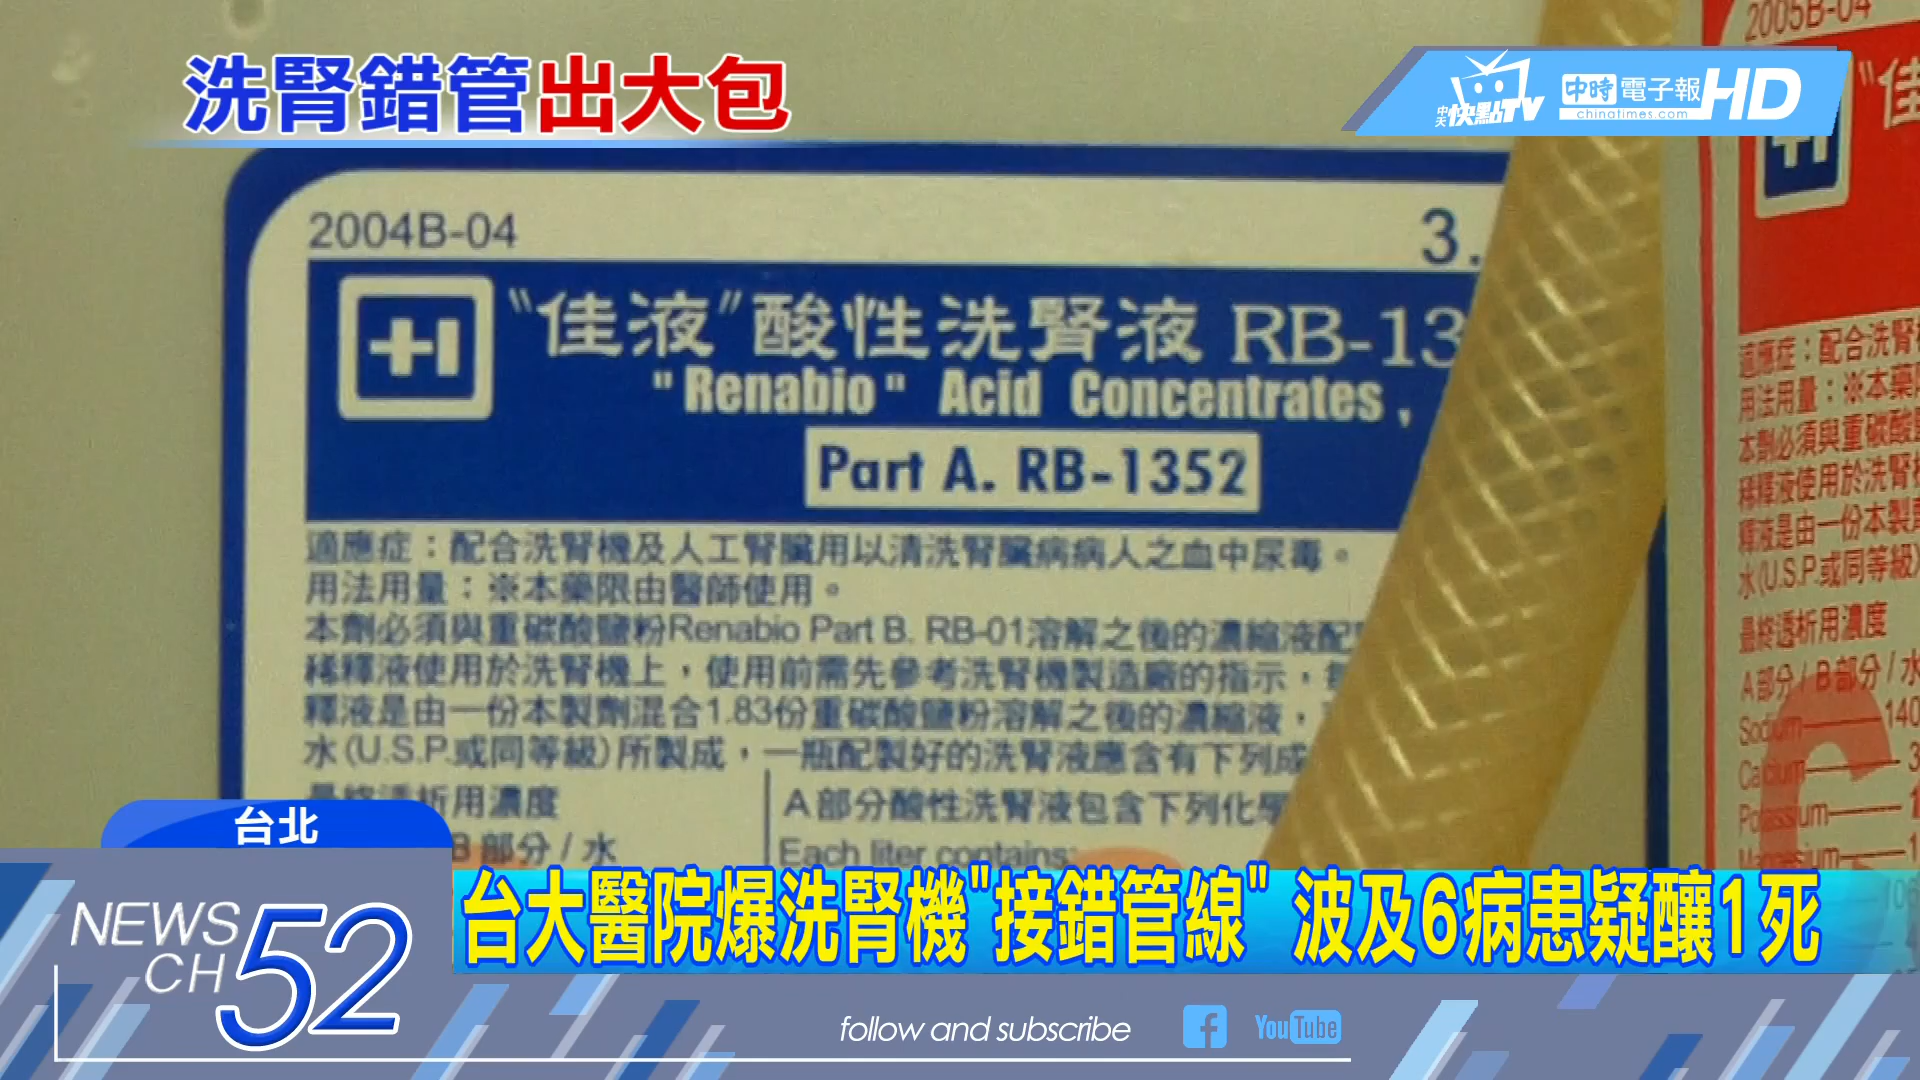 洗腎錯管出大包
中天快點TV 中時電子報 HD
chinatimes.com
2005B-04
2004B-04
3.
"佳液"酸性洗腎液 RB-13
"佳
"Renabio" Acid Concentrates,
Part A. RB-1352
適應症：配合洗腎機及人工腎臟用以清洗腎臟病病人之血中尿毒。
用法用量：※本藥限由醫師使用。
本劑必須與重碳酸鹽粉Renabio Part B. RB-01溶解之後的濃縮液配
稀釋液使用於洗腎機上，使用前需先參考洗腎機製造廠的指示，
釋液是由一份本製劑混合1.83份重碳酸鹽粉溶解之後的濃縮液，
水(U.S.P.或同等級)所製成，一瓶配製好的洗腎液應含有下列成
最終透析用濃度
B部分/水
A部分酸性洗腎液包含下列化學
Each liter contains:
適應症：配合洗腎
用法用量：※本藥
本劑必須與重碳酸
稀釋液使用於洗腎
釋液是由一份本製
水(U.S.P.或同等級)
最終透析用濃度
A部分/B部分/水
Sodium 140
Calcium 3
Potassium
Magnesium
台北
台大醫院爆洗腎機"接錯管線" 波及6病患疑釀1死
NEWS
CH 52
follow and subscribe
YouTube